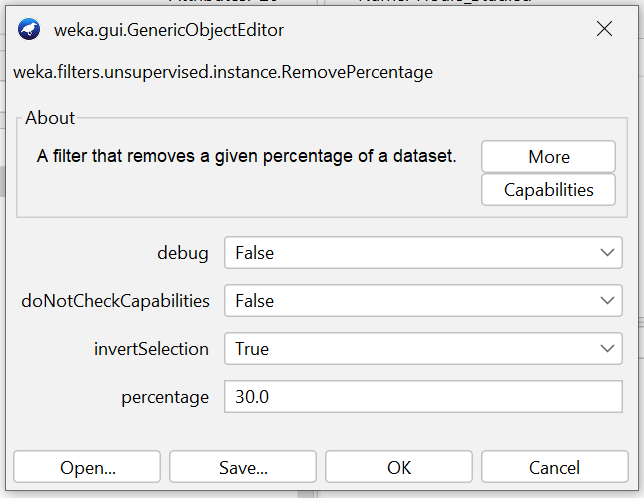 weka.gui.GenericObjectEditor
weka.filters.unsupervised.instance.RemovePercentage
About
A filter that removes a given percentage of a dataset.
More
Capabilities
debug False
doNotCheckCapabilities False
invertSelection True
percentage 30.0
Open... Save... OK Cancel